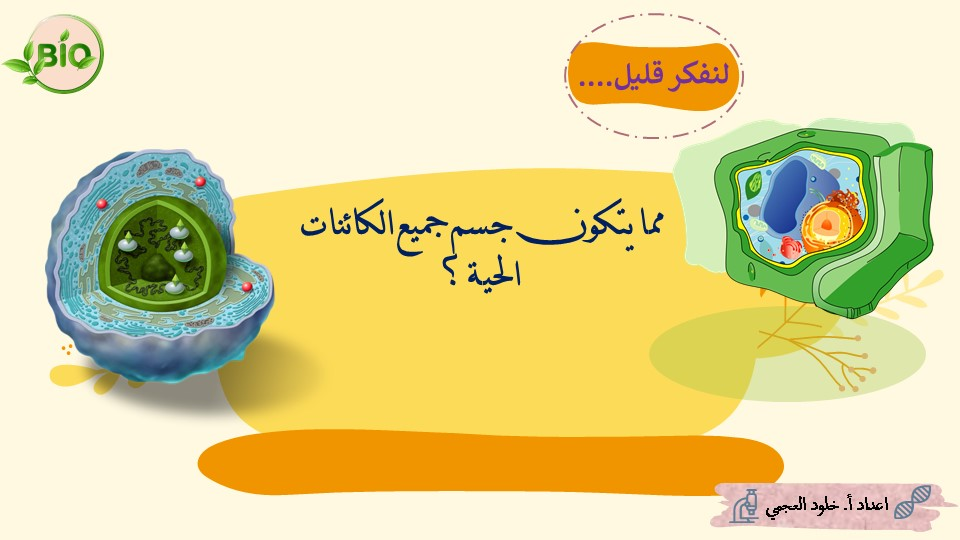 BIO
لنفكر قليل....
مما يتكون جسم جميع الكائنات
الحية ؟
اعداد أ. خلود العجمي